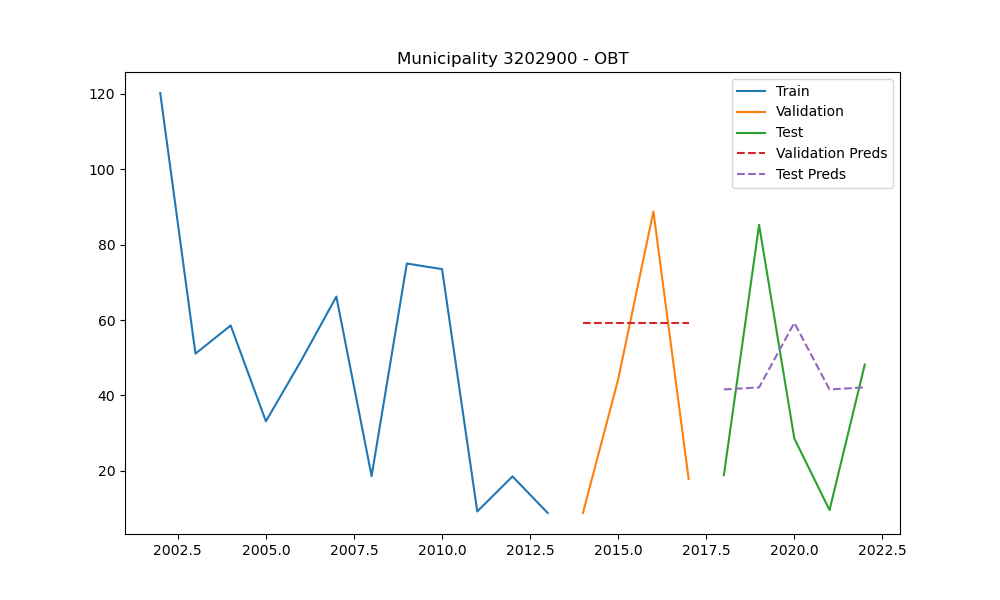 Municipality 3202900 - OBT
Train
Validation
Test
Validation Preds
Test Preds
120
100
80
60
40
20
2002.5 2005.0 2007.5 2010.0 2012.5 2015.0 2017.5 2020.0 2022.5